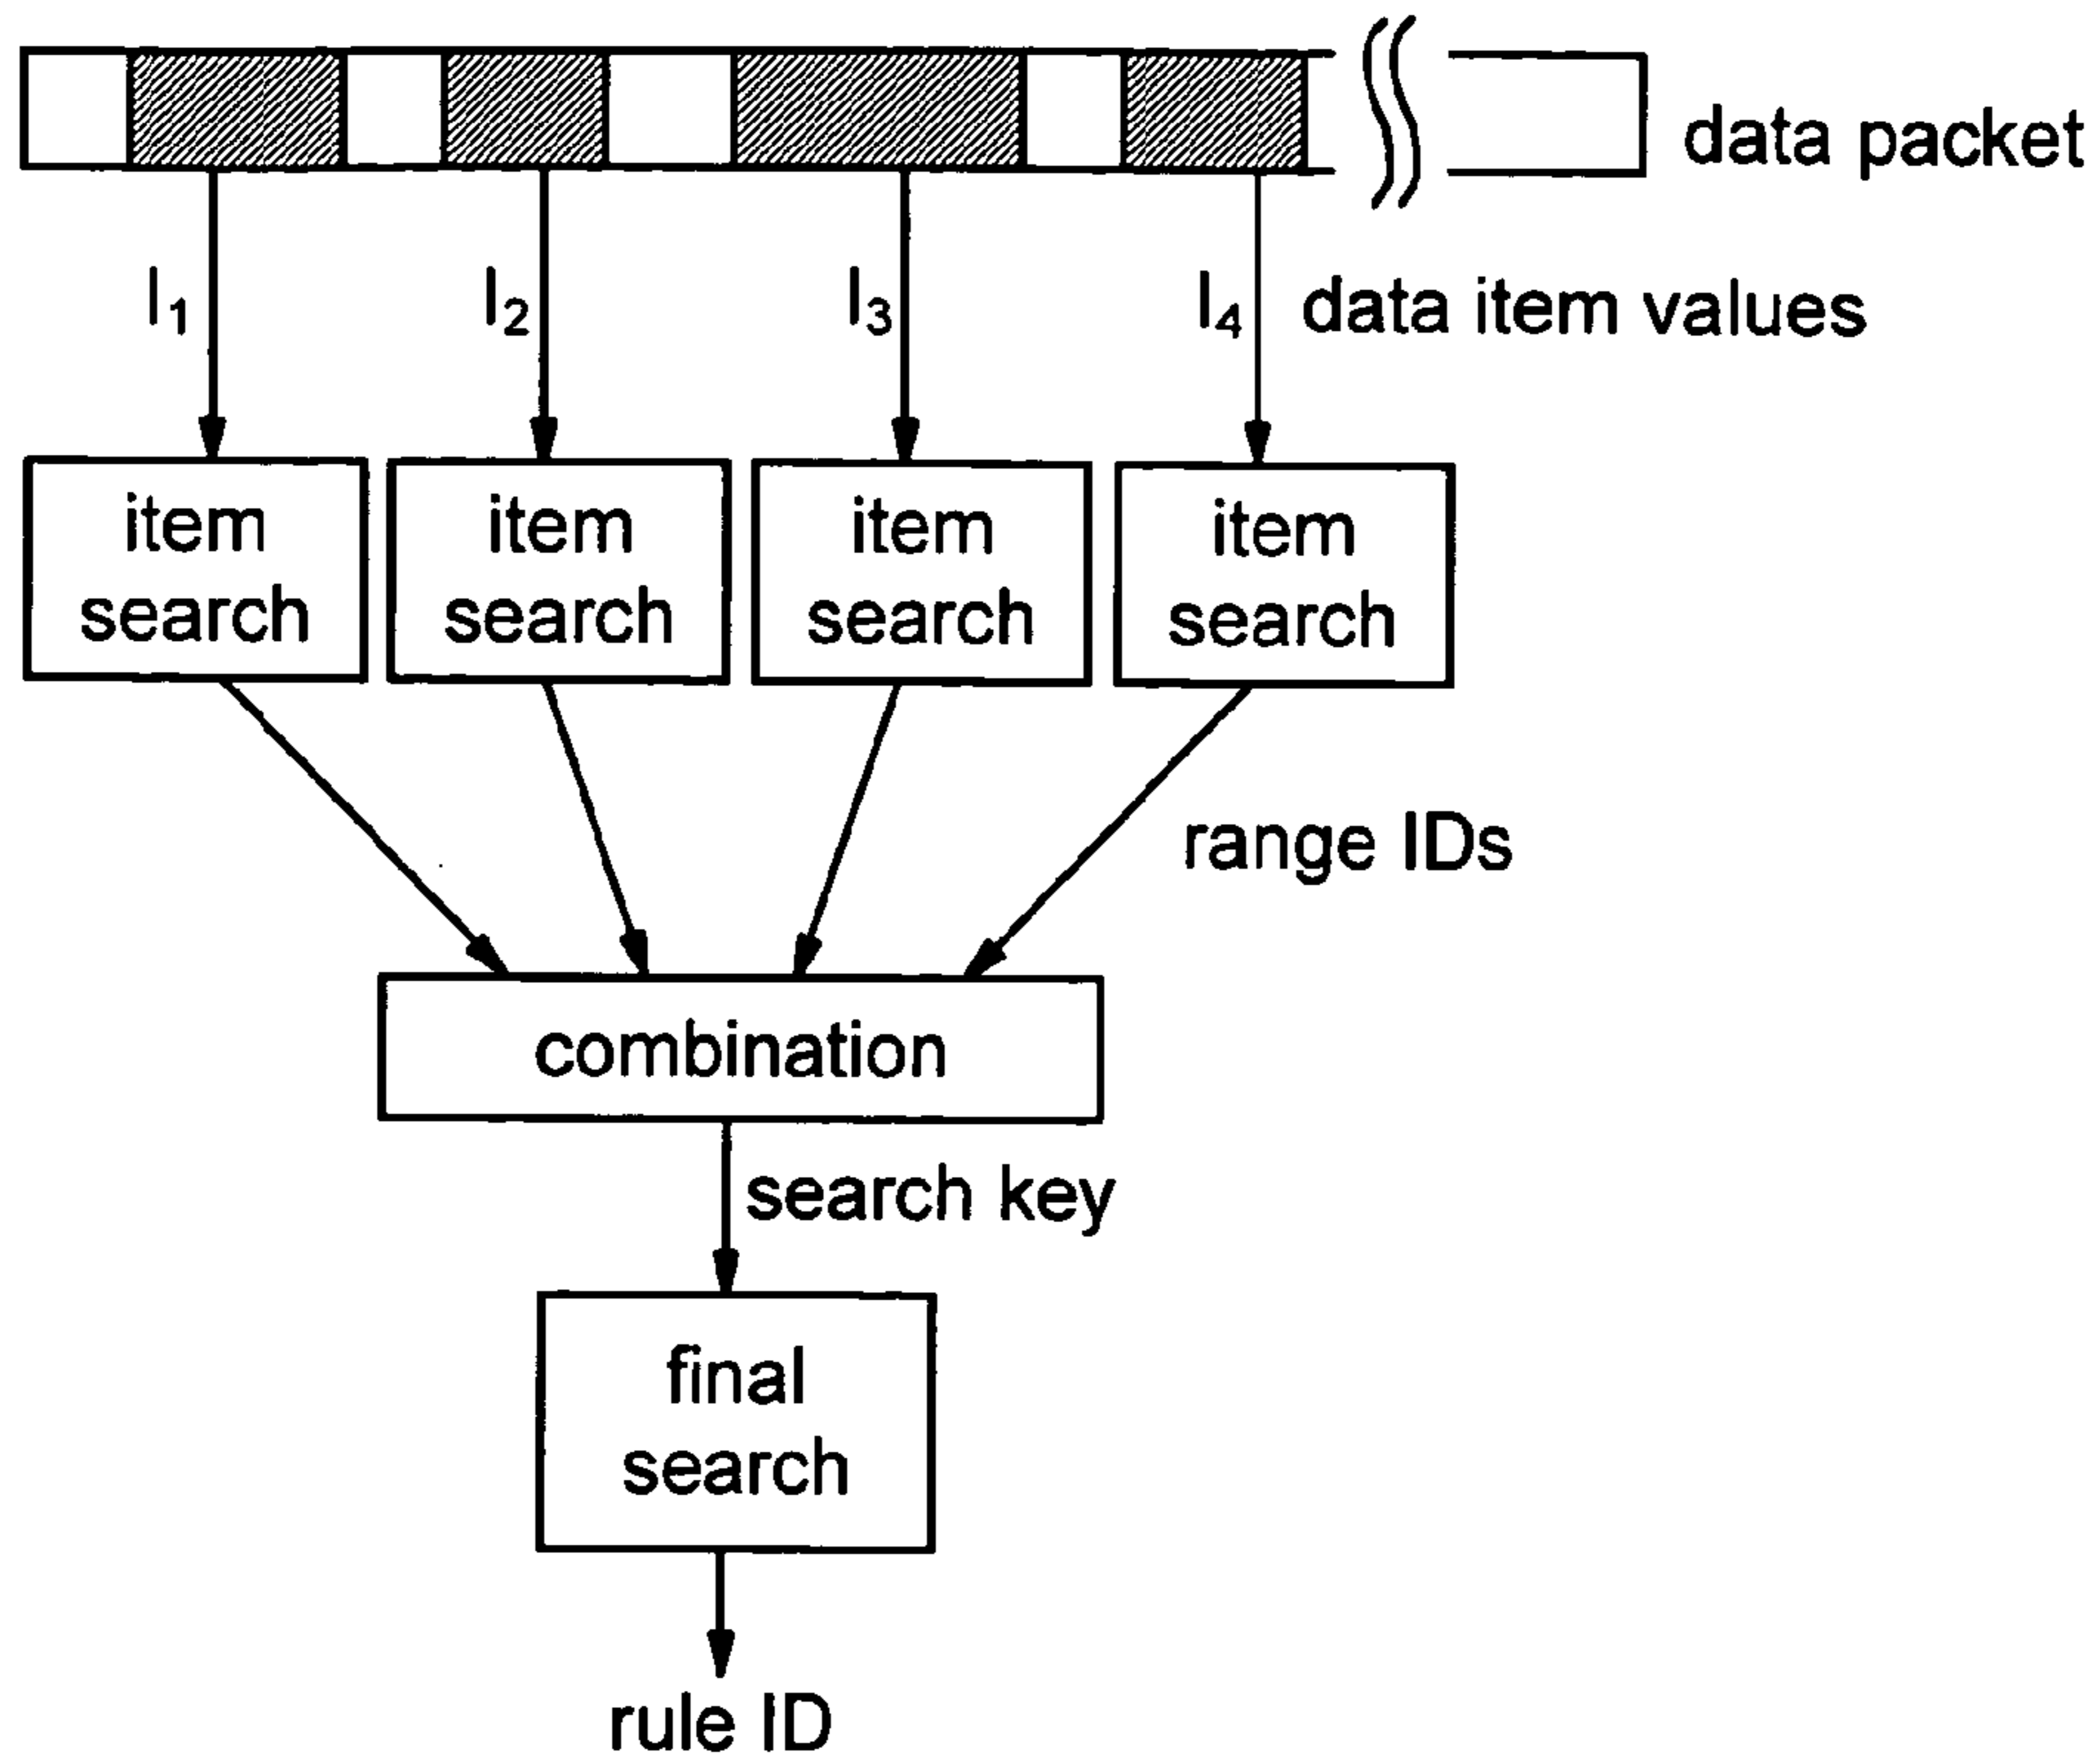 data packet
I1
I2
I3
I4
data item values
item
search
item
search
item
search
item
search
range IDs
combination
search key
final
search
rule ID